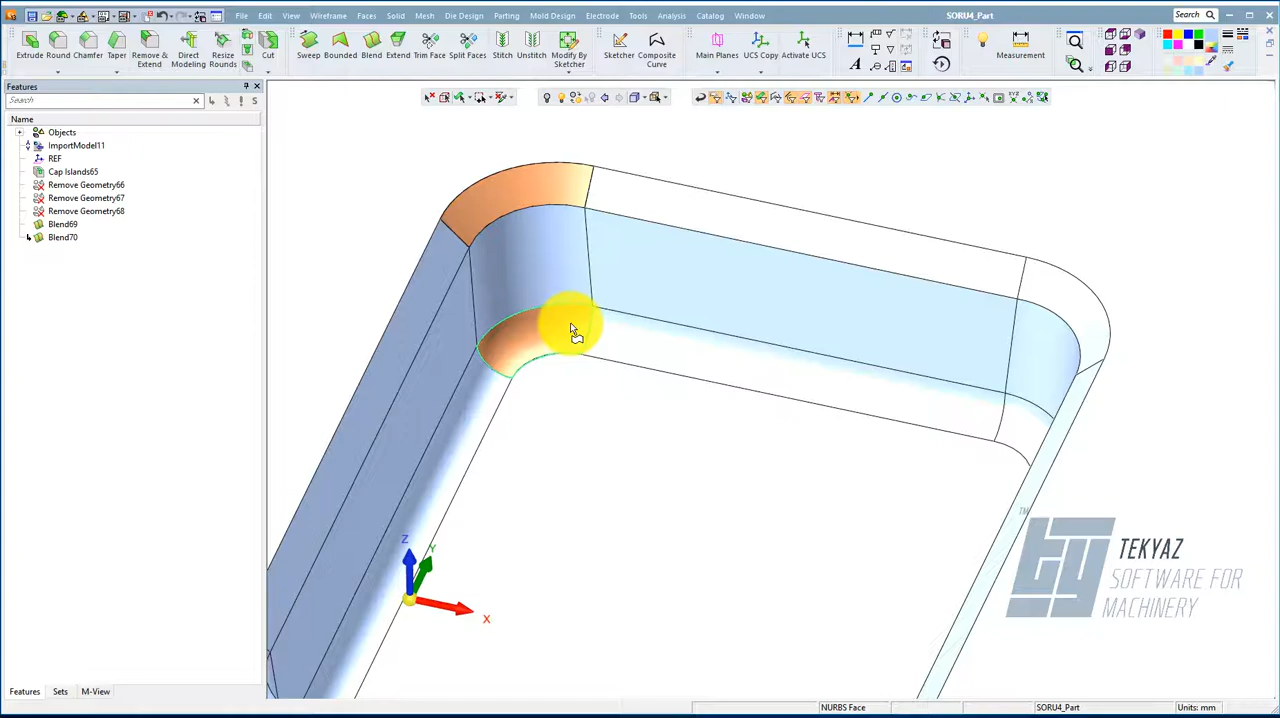 File Edit View Wireframe Faces Solid Mesh Die Design Parting Mold Design Electrode Tools Analysis Catalog Window
SORU4_Part
Search
Extrude Round Chamfer Taper Remove & Extend Direct Modeling Resize Rounds Cut Sweep Rounded Blend Extend Faces Trim Faces Split Faces Stitch Unstitch Modify By Sketcher Sketcher Composite Curve Main Planes UCS Copy Activate UCS Measurement
Features
Search
Name
Objects
ImportModel11
REF
Cap Islands65
Remove Geometry66
Remove Geometry67
Remove Geometry68
Blend69
Blend70
Z
Y
X
TM
TEKYAZ
SOFTWARE FOR
MACHINERY
Features Sets M-View
NURBS Face
SORU4_Part
Units: mm